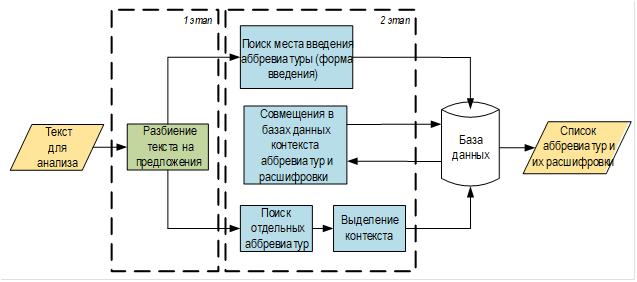 1 этап
2 этап
Поиск места введения
аббревиатуры (форма
введения)
Текст
для
анализа
Разбиение
текста на
предложения
Совмещения в
базах данных
контекста
аббревиатур и
расшифровки
База
данных
Список
аббревиатур и
их расшифровки
Поиск
отдельных
аббревиатур
Выделение
контекста